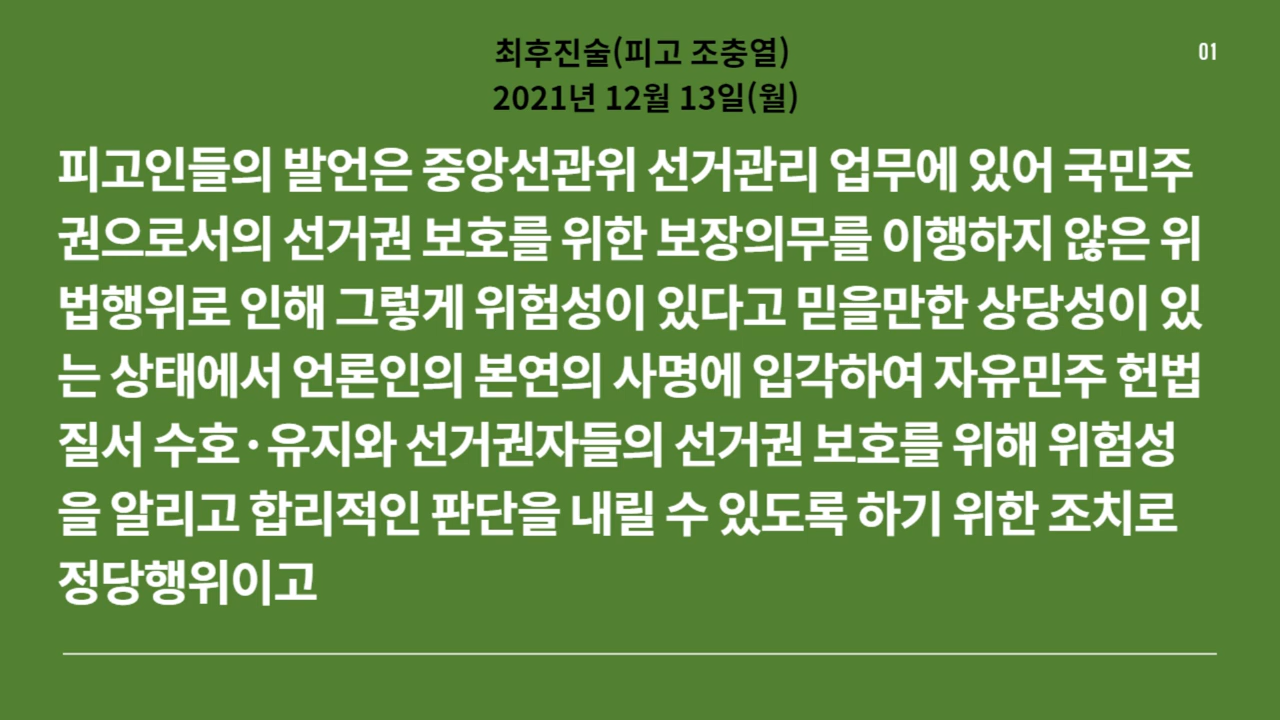 최후진술(피고 조충열)
01
2021년 12월 13일(월)
피고인들의 발언은 중앙선관위 선거관리 업무에 있어 국민주
권으로서의 선거권 보호를 위한 보장의무를 이행하지 않은 위
법행위로 인해 그렇게 위험성이 있다고 믿을만한 상당성이 있
는 상태에서 언론인의 본연의 사명에 입각하여 자유민주 헌법
질서 수호·유지와 선거권자들의 선거권 보호를 위해 위험성
을 알리고 합리적인 판단을 내릴 수 있도록 하기 위한 조치로
정당행위이고